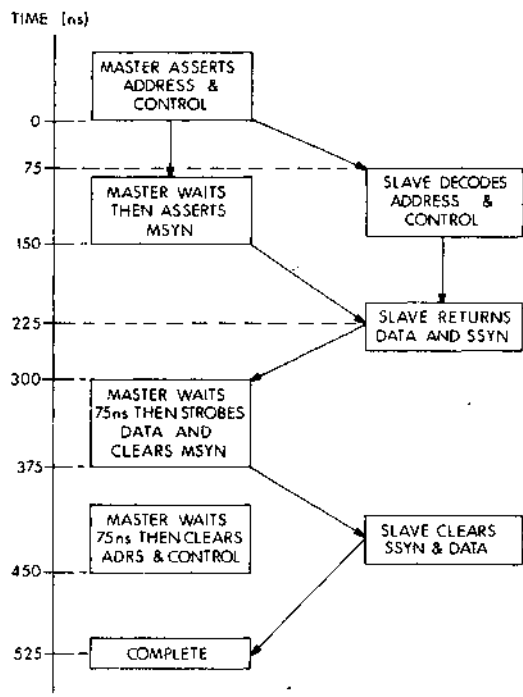 TIME (ns)
MASTER ASSERTS
ADDRESS &
CONTROL
0
75
MASTER WAITS
THEN ASSERTS
MSYN
SLAVE DECODES
ADDRESS &
CONTROL
150
SLAVE RETURNS
DATA AND SSYN
225
300
MASTER WAITS
75ns THEN STROBES
DATA AND
CLEARS MSYN
375
MASTER WAITS
75ns THEN CLEARS
ADRS & CONTROL
SLAVE CLEARS
SSYN & DATA
450
525
COMPLETE